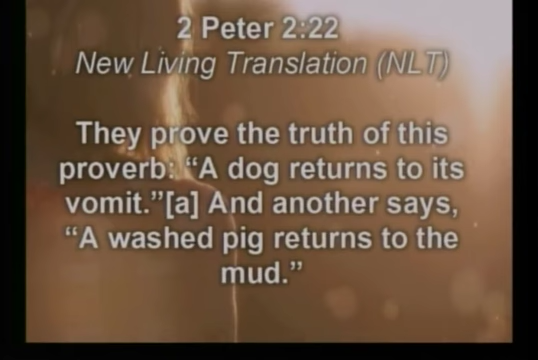 2 Peter 2:22
New Living Translation (NLT)
They prove the truth of this
proverb: “A dog returns to its
vomit.”[a] And another says,
“A washed pig returns to the
mud.”